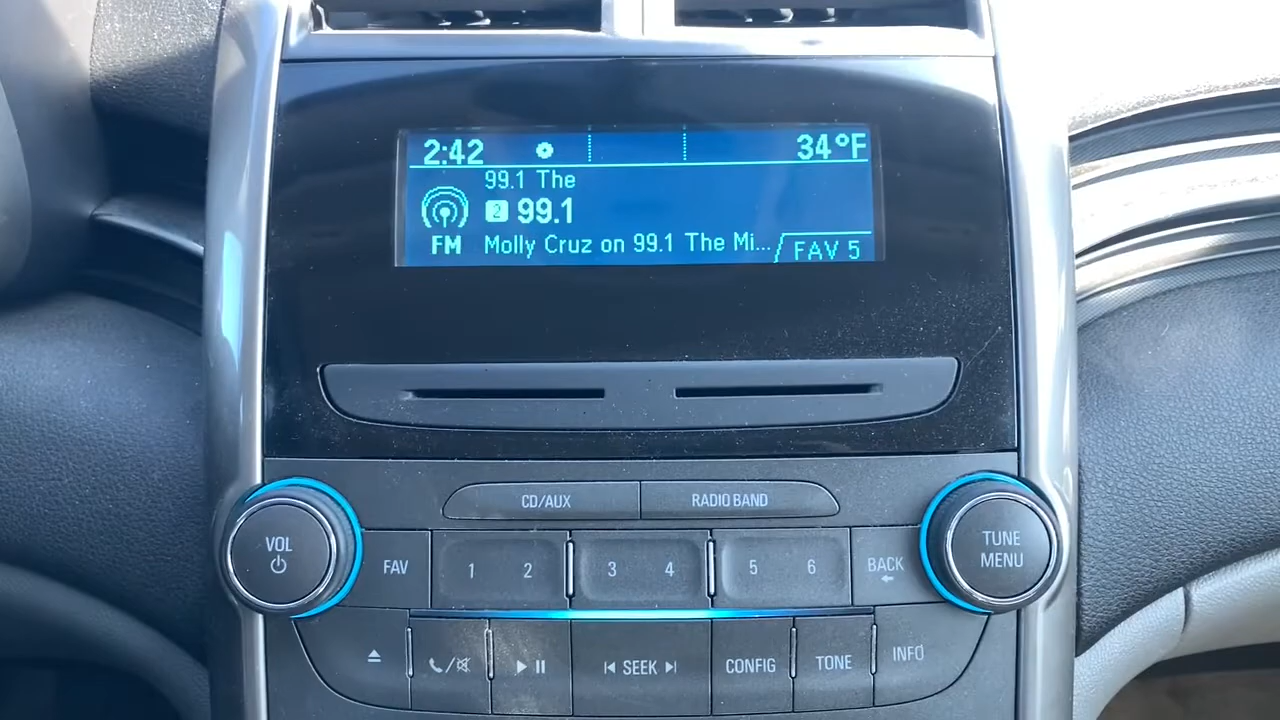 2:42 34°F
99.1 The
2 99.1
FM Molly Cruz on 99.1 The Mi... FAV 5
CD/AUX RADIO BAND
VOL
TUNE
MENU
FAV 1 2 3 4 5 6 BACK
SEEK CONFIG TONE INFO